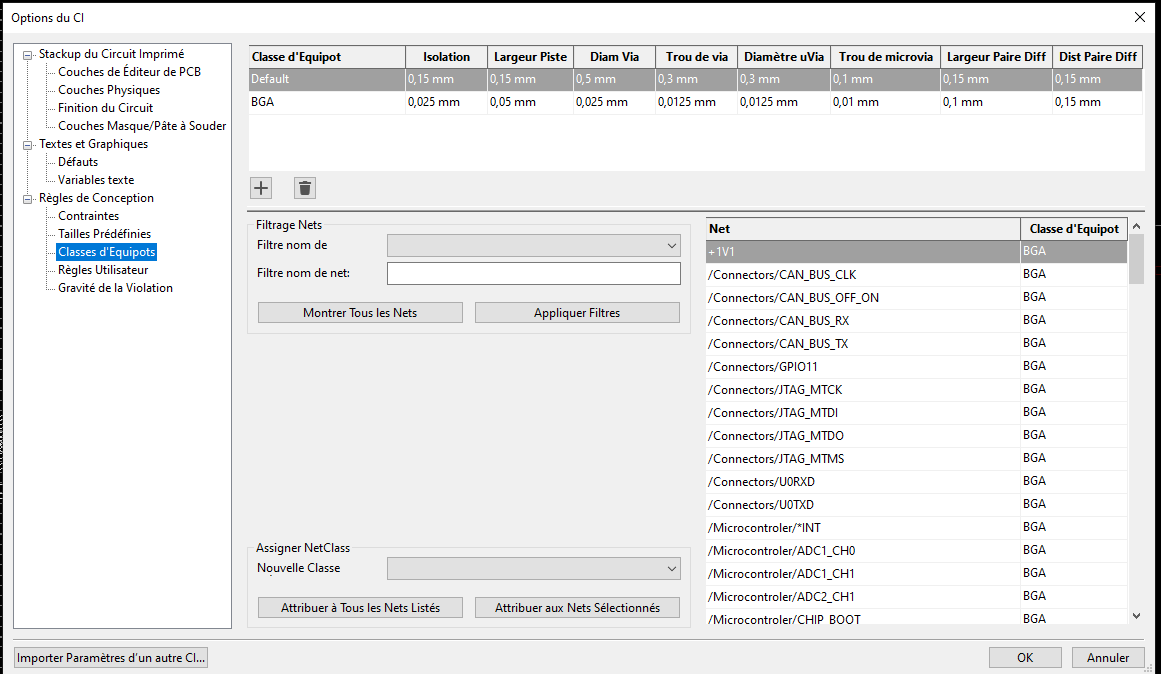 Options du CI
Stackup du Circuit Imprimé
Couches de Éditeur de PCB
Couches Physiques
Finition du Circuit
Couches Masque/Pâte à Souder
Textes et Graphiques
Défauts
Variables texte
Règles de Conception
Contraintes
Tailles Prédéfinies
Classes d'Equipots
Règles Utilisateur
Gravité de la Violation
Classe d'Equipot Isolation Largeur Piste Diam Via Trou de via Diamètre uVia Trou de microvia Largeur Paire Diff Dist Paire Diff
Default 0,15 mm 0,15 mm 0,5 mm 0,3 mm 0,3 mm 0,1 mm 0,15 mm 0,15 mm
BGA 0,025 mm 0,05 mm 0,025 mm 0,0125 mm 0,0125 mm 0,01 mm 0,1 mm 0,15 mm
Filtrage Nets
Filtre nom de
Filtre nom de net:
Montrer Tous les Nets Appliquer Filtres
Assigner NetClass
Nouvelle Classe
Attribuer à Tous les Nets Listés Attribuer aux Nets Sélectionnés
Net Classe d'Equipot
+1V1 BGA
/Connectors/CAN_BUS_CLK BGA
/Connectors/CAN_BUS_OFF_ON BGA
/Connectors/CAN_BUS_RX BGA
/Connectors/CAN_BUS_TX BGA
/Connectors/GPIO11 BGA
/Connectors/JTAG_MTCK BGA
/Connectors/JTAG_MTDI BGA
/Connectors/JTAG_MTDO BGA
/Connectors/JTAG_MTMS BGA
/Connectors/U0RXD BGA
/Connectors/U0TXD BGA
/Microcontroler/*INT BGA
/Microcontroler/ADC1_CH0 BGA
/Microcontroler/ADC1_CH1 BGA
/Microcontroler/ADC2_CH1 BGA
/Microcontroler/CHIP_BOOT BGA
Importer Paramètres d'un autre CI... OK Annuler